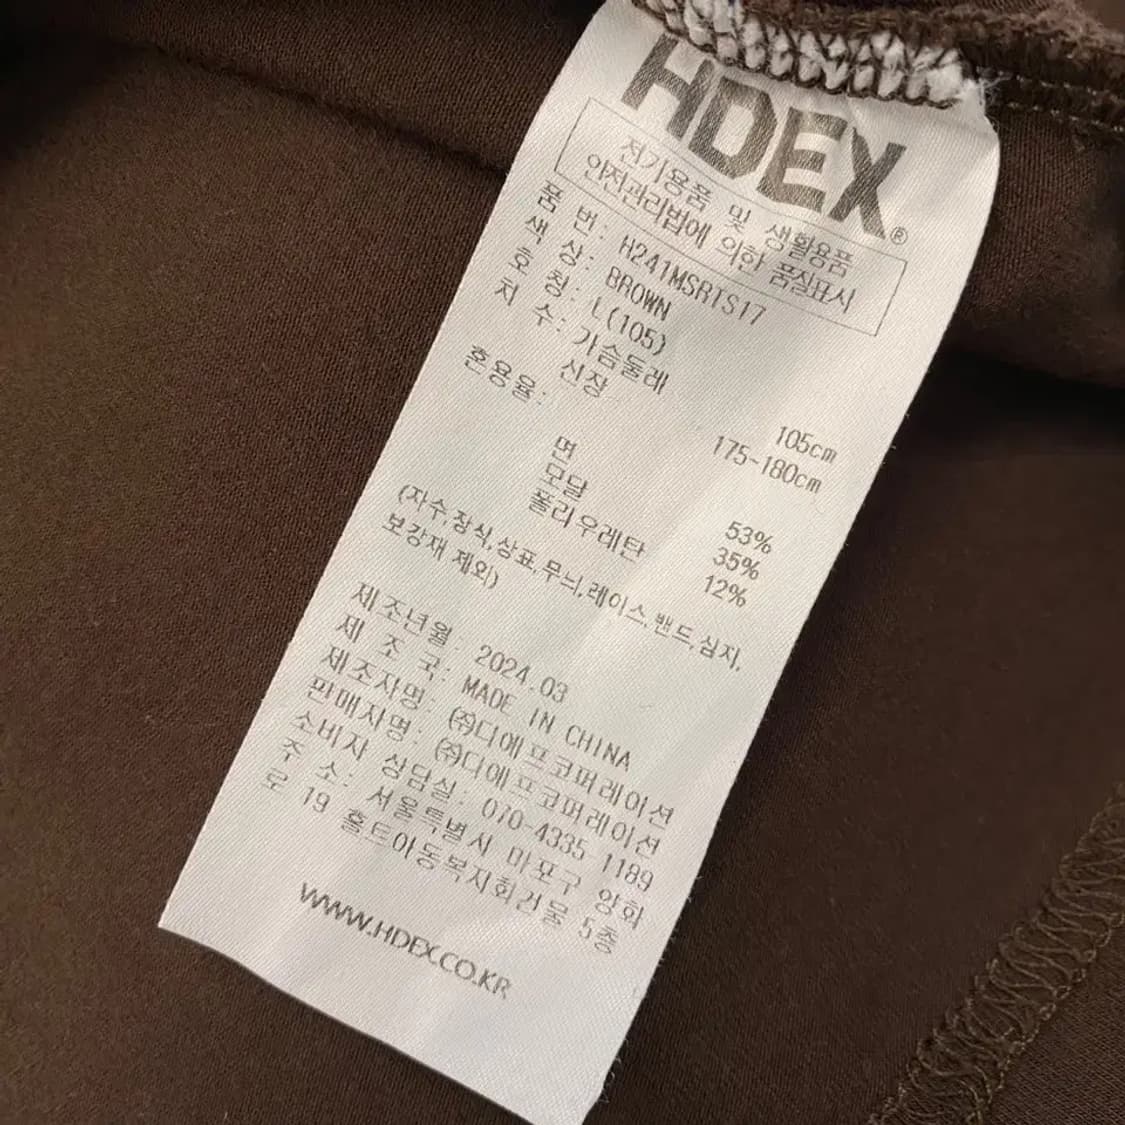 HDEX®
전기용품 및 생활용품
안전관리법에 의한 품질표시
품 번: H241MSRTS17
색 상: BROWN
호 칭: L(105)
치 수: 가슴둘레 105cm
신장 175-180cm
혼용율:
면 53%
모달 35%
폴리우레탄 12%
(자수,장식,상표,무늬,레이스,밴드,심지,
보강재 제외)
제조년월: 2024.03
제 조 국: MADE IN CHINA
제조자명: ㈜디에프코퍼레이션
판매자명: ㈜디에프코퍼레이션
소비자 상담실: 070-4335-1189
주 소: 서울특별시 마포구 양화
로 19 홀트아동복지회건물 5층
WWW.HDEX.CO.KR